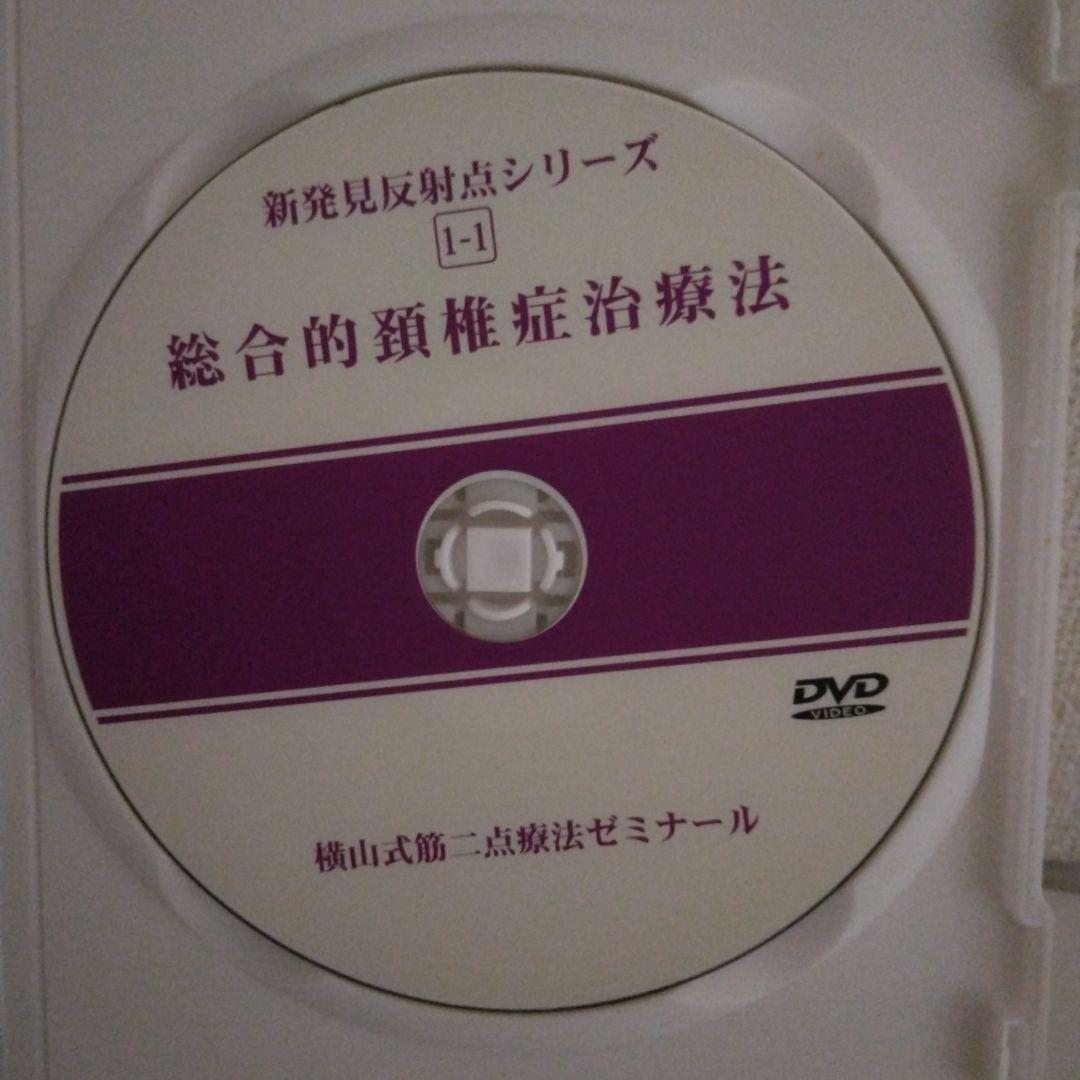 新発見反射点シリーズ
1-1
総合的頚椎症治療法
DVD
VIDEO
横山式筋二点療法ゼミナール